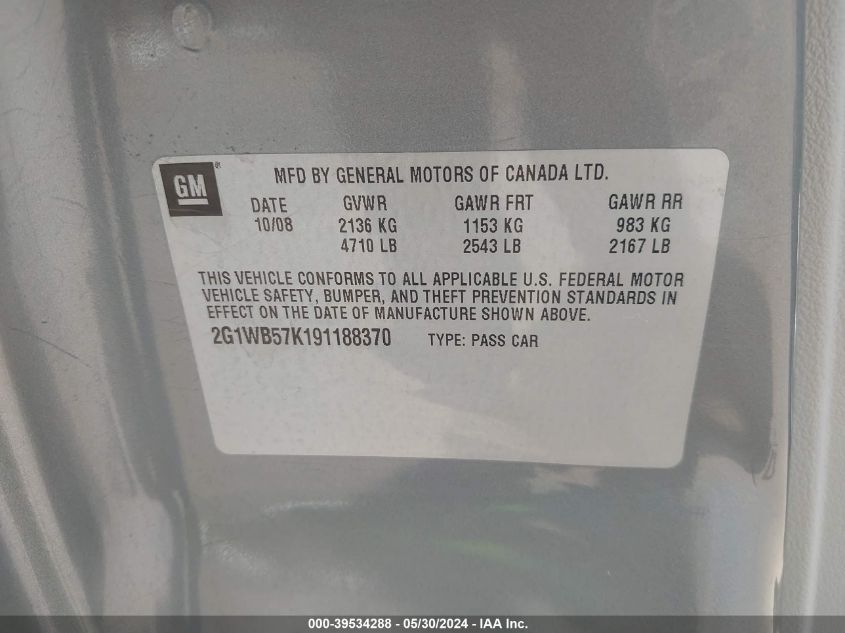 GM ®
MFD BY GENERAL MOTORS OF CANADA LTD.
DATE GVWR GAWR FRT GAWR RR
10/08 2136 KG 1153 KG 983 KG
4710 LB 2543 LB 2167 LB
THIS VEHICLE CONFORMS TO ALL APPLICABLE U.S. FEDERAL MOTOR
VEHICLE SAFETY, BUMPER, AND THEFT PREVENTION STANDARDS IN
EFFECT ON THE DATE OF MANUFACTURE SHOWN ABOVE.
2G1WB57K191188370 TYPE: PASS CAR
000-39534288 - 05/30/2024 - IAA Inc.